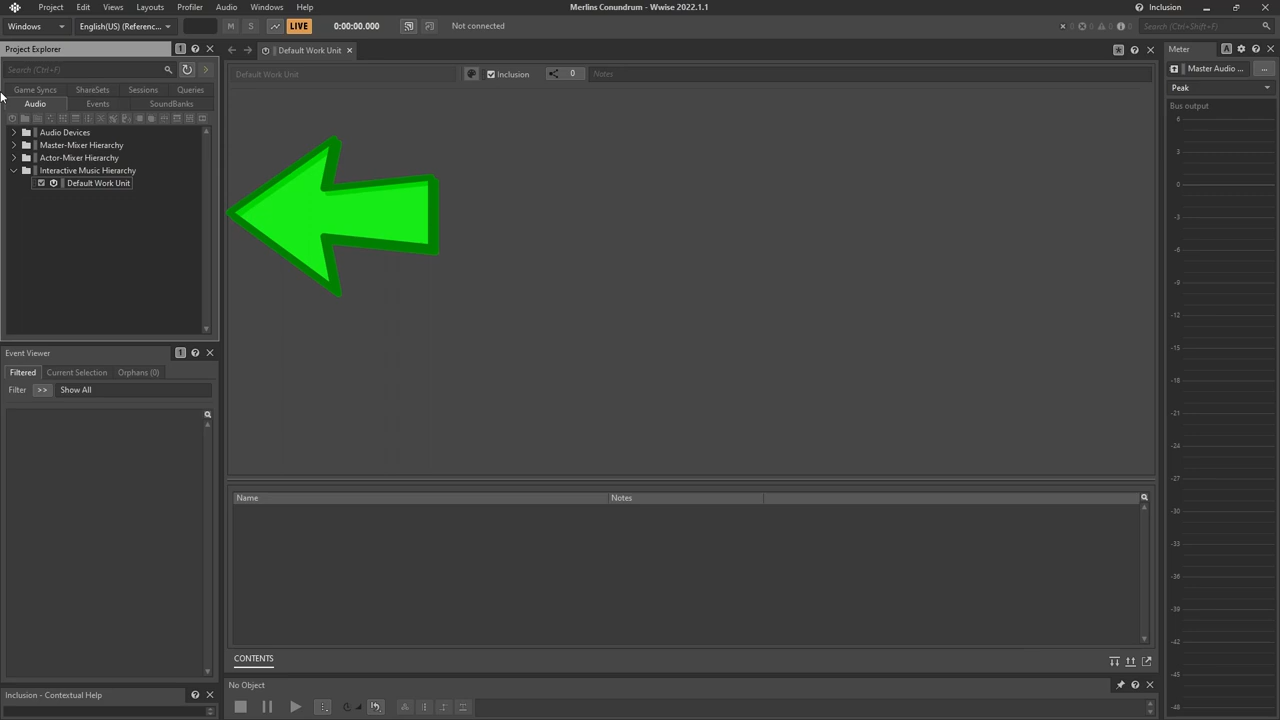 Project Edit Views Layouts Profiler Audio Windows Help Merlins Conundrum - Wwise 2022.1.1 Inclusion
Windows English(US) (Referenc... M S LIVE 0:00:00.000 Not connected Search (Ctrl+Shift+F)
Project Explorer 1 Default Work Unit Meter A
Search (Ctrl+F) Default Work Unit Inclusion 0 Notes Master Audio ... ...
Game Syncs ShareSets Sessions Queries Peak
Audio Events SoundBanks Bus output
Audio Devices
Master-Mixer Hierarchy
Actor-Mixer Hierarchy
Interactive Music Hierarchy
Default Work Unit
6
3
0
-3
-6
-9
-12
-15
-18
-21
-24
-27
-30
-33
-36
-39
-42
-45
-48
Event Viewer 1
Filtered Current Selection Orphans (0)
Filter >> Show All
Name Notes
CONTENTS
No Object
Inclusion - Contextual Help